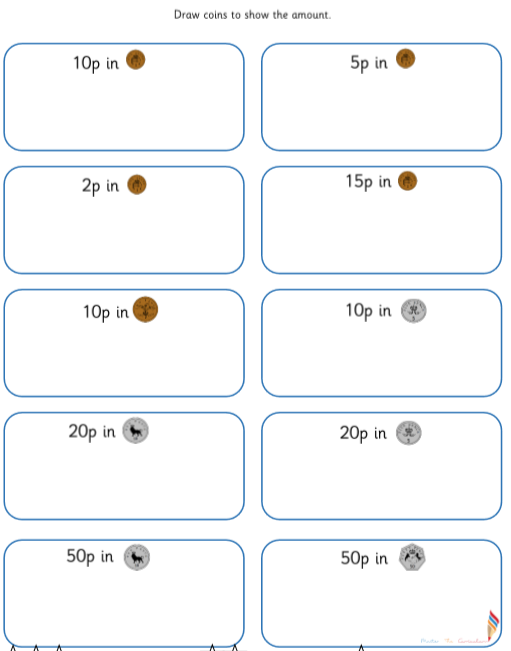 Draw coins to show the amount.
10p in
5p in
2p in
15p in
10p in
10p in
20p in
20p in
50p in
50p in